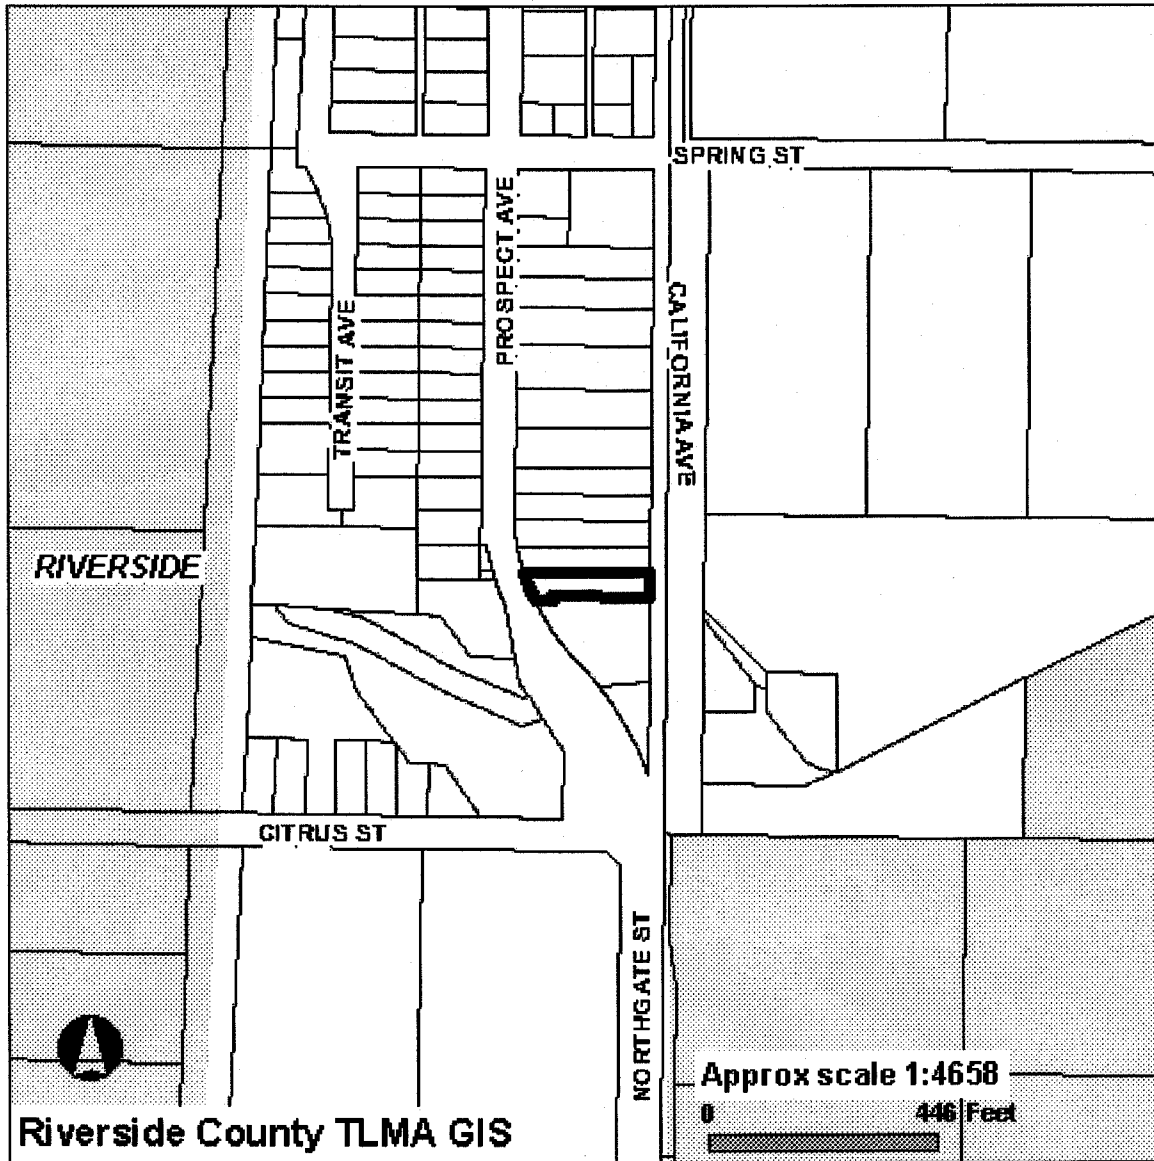 SPRING ST
PROSPECT AVE
CALIFORNIA AVE
TRANSIT AVE
RIVERSIDE
CITRUS ST
NORTHGATE ST
Approx scale 1:4658
0 446 Feet
Riverside County TLMA GIS